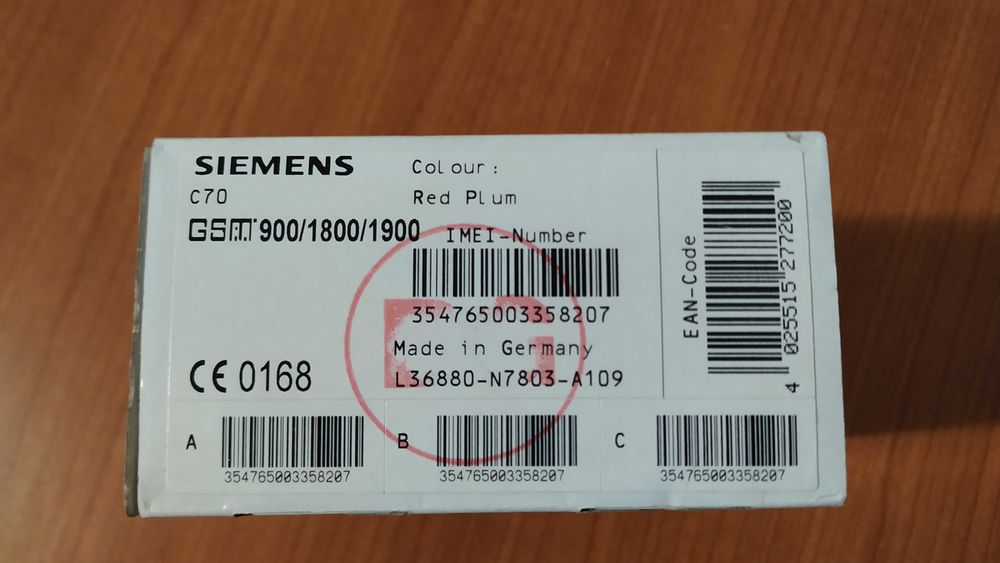 SIEMENS
C70
GSM 900/1800/1900
Colour:
Red Plum
IMEI-Number
354765003358207
Made in Germany
L36880-N7803-A109
CE 0168
EAN-Code
4 025515 277200
A
354765003358207
B
354765003358207
C
354765003358207